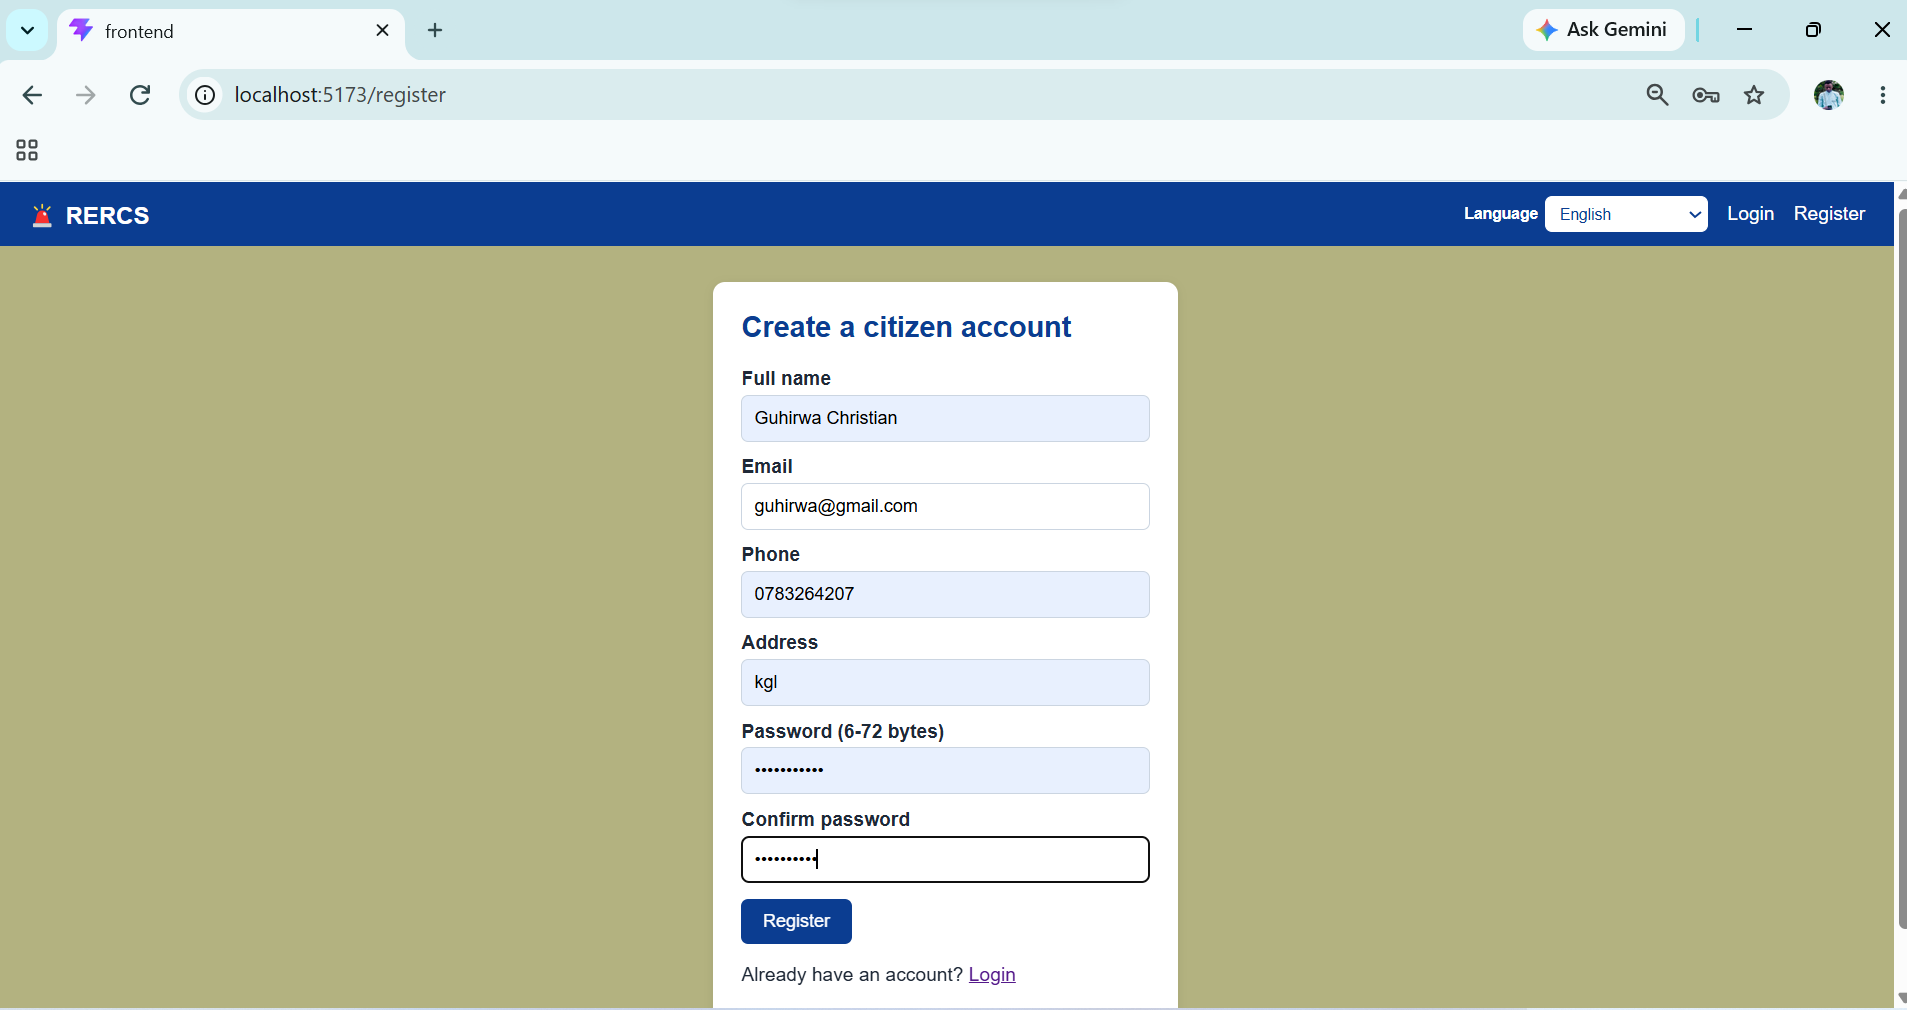 frontend
Ask Gemini
localhost:5173/register
RERCS
Language English Login Register
Create a citizen account
Full name
Guhirwa Christian
Email
guhirwa@gmail.com
Phone
0783264207
Address
kgl
Password (6-72 bytes)
•••••••••••
Confirm password
••••••••••
Register
Already have an account? Login